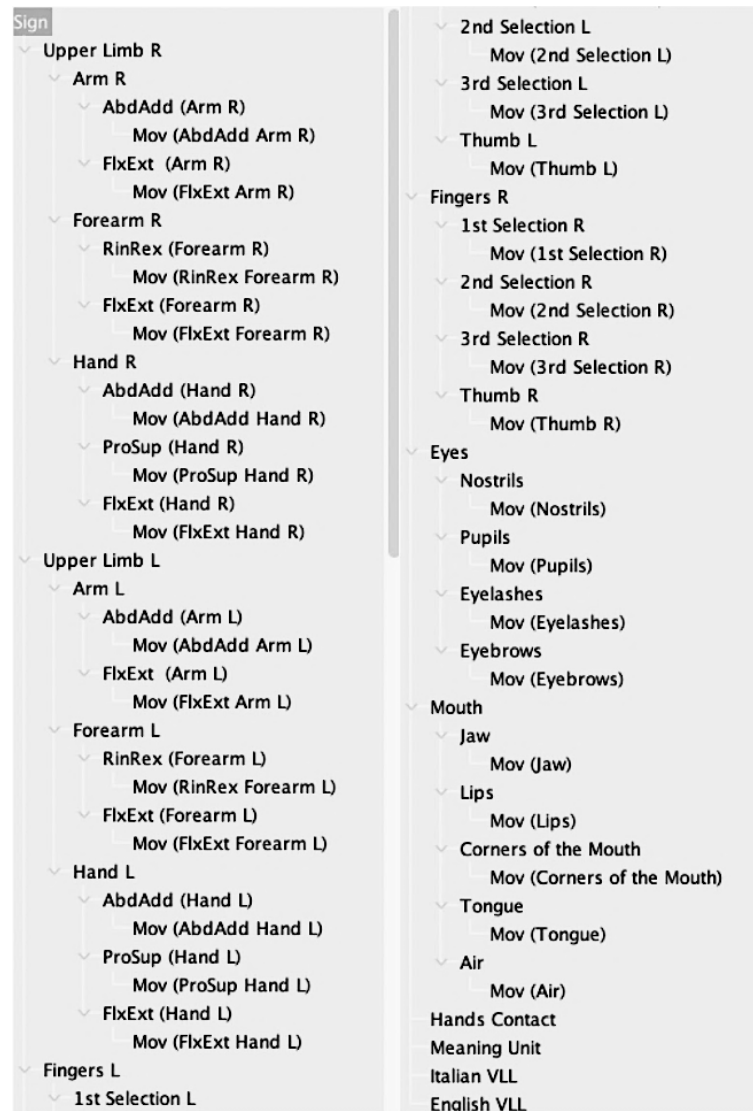 Sign
Upper Limb R
Arm R
AbdAdd (Arm R)
Mov (AbdAdd Arm R)
FlxExt (Arm R)
Mov (FlxExt Arm R)
Forearm R
RinRex (Forearm R)
Mov (RinRex Forearm R)
FlxExt (Forearm R)
Mov (FlxExt Forearm R)
Hand R
AbdAdd (Hand R)
Mov (AbdAdd Hand R)
ProSup (Hand R)
Mov (ProSup Hand R)
FlxExt (Hand R)
Mov (FlxExt Hand R)
Upper Limb L
Arm L
AbdAdd (Arm L)
Mov (AbdAdd Arm L)
FlxExt (Arm L)
Mov (FlxExt Arm L)
Forearm L
RinRex (Forearm L)
Mov (RinRex Forearm L)
FlxExt (Forearm L)
Mov (FlxExt Forearm L)
Hand L
AbdAdd (Hand L)
Mov (AbdAdd Hand L)
ProSup (Hand L)
Mov (ProSup Hand L)
FlxExt (Hand L)
Mov (FlxExt Hand L)
Fingers L
1st Selection L
2nd Selection L
Mov (2nd Selection L)
3rd Selection L
Mov (3rd Selection L)
Thumb L
Mov (Thumb L)
Fingers R
1st Selection R
Mov (1st Selection R)
2nd Selection R
Mov (2nd Selection R)
3rd Selection R
Mov (3rd Selection R)
Thumb R
Mov (Thumb R)
Eyes
Nostrils
Mov (Nostrils)
Pupils
Mov (Pupils)
Eyelashes
Mov (Eyelashes)
Eyebrows
Mov (Eyebrows)
Mouth
Jaw
Mov (Jaw)
Lips
Mov (Lips)
Corners of the Mouth
Mov (Corners of the Mouth)
Tongue
Mov (Tongue)
Air
Mov (Air)
Hands Contact
Meaning Unit
Italian VLL
English VLL